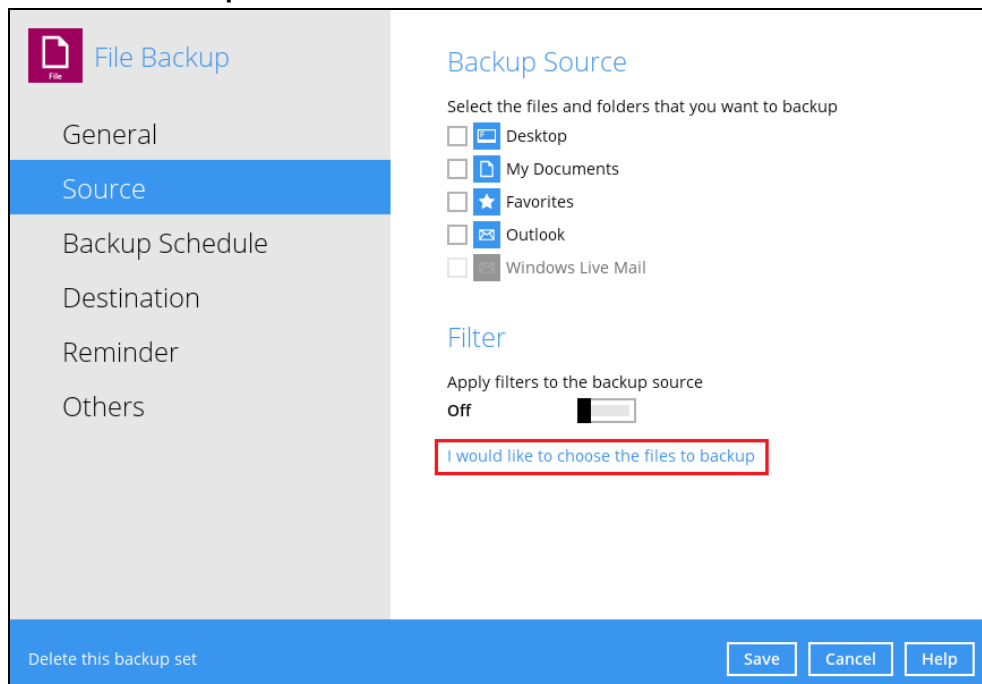 File
File Backup
General
Source
Backup Schedule
Destination
Reminder
Others
Backup Source
Select the files and folders that you want to backup
Desktop
My Documents
Favorites
Outlook
Windows Live Mail
Filter
Apply filters to the backup source
Off
I would like to choose the files to backup
Delete this backup set
Save
Cancel
Help